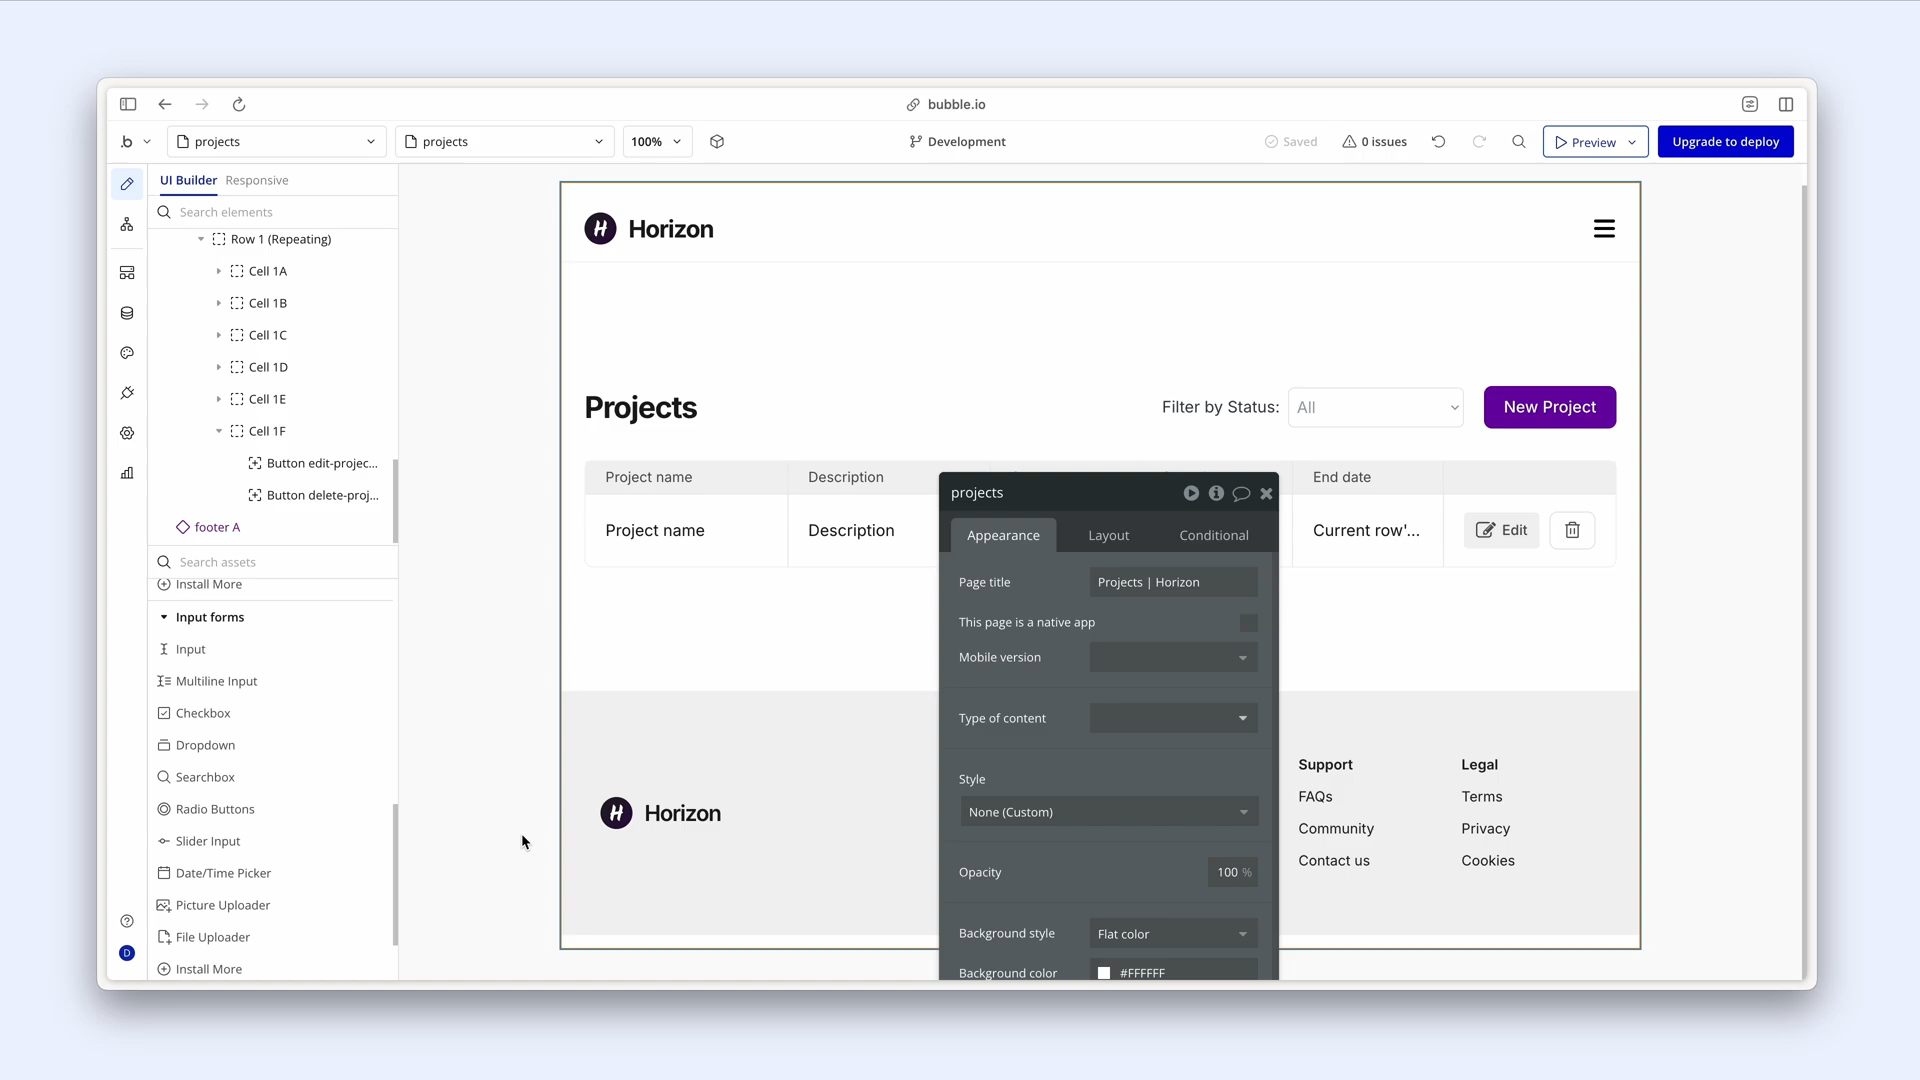 bubble.io
projects
projects
100%
Development
Saved
0 issues
Preview
Upgrade to deploy
UI Builder
Responsive
Search elements
Row 1 (Repeating)
Cell 1A
Cell 1B
Cell 1C
Cell 1D
Cell 1E
Cell 1F
Button edit-projec...
Button delete-proj...
footer A
Search assets
Install More
Input forms
Input
Multiline Input
Checkbox
Dropdown
Searchbox
Radio Buttons
Slider Input
Date/Time Picker
Picture Uploader
File Uploader
Install More
D
Horizon
Projects
Filter by Status:
All
New Project
Project name
Description
End date
Project name
Description
Current row'...
Edit
projects
Appearance
Layout
Conditional
Page title
Projects | Horizon
This page is a native app
Mobile version
Type of content
Style
None (Custom)
Opacity
100 %
Background style
Flat color
Background color
#FFFFFF
Horizon
Support
FAQs
Community
Contact us
Legal
Terms
Privacy
Cookies